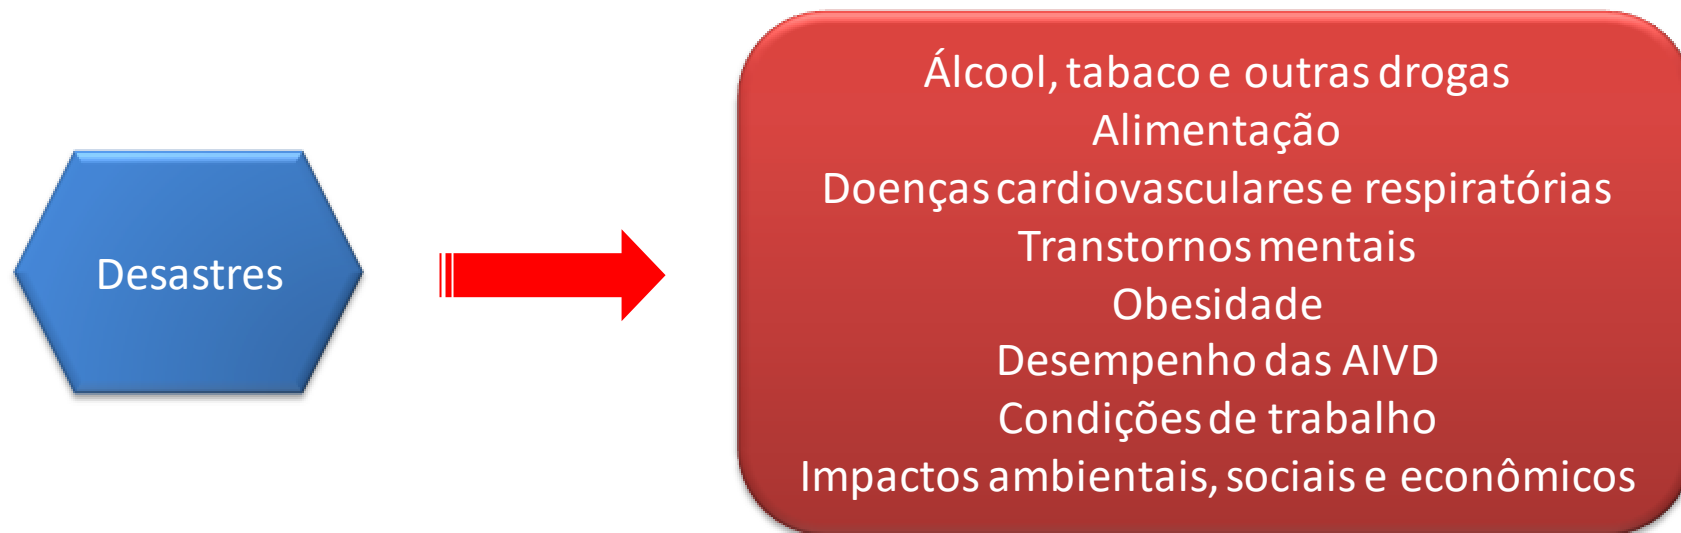 Desastres
Álcool, tabaco e outras drogas
Alimentação
Doenças cardiovasculares e respiratórias
Transtornos mentais
Obesidade
Desempenho das AIVD
Condições de trabalho
Impactos ambientais, sociais e econômicos